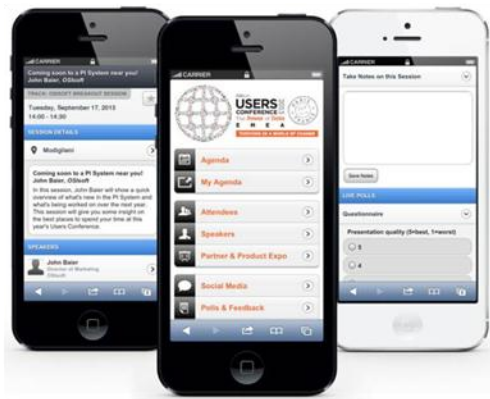 CARRIER
Coming soon to a PI System near you!
John Baier, OSIsoft
TRACK: OSISOFT BREAKOUT SESSION
Tuesday, September 17, 2013
14:00 - 14:30
SESSION DETAILS
Modigliani
Coming soon to a PI System near you!
John Baier, OSIsoft
In this session, John Baier will show a quick
overview of what's new in the PI System and
what's being worked on over the next year.
This session will give you some insight on
the best places to spend your time at this
year's Users Conference.
SPEAKERS
John Baier
Director of Marketing
OSIsoft
CARRIER
USERS
CONFERENCE
The Power of Data
E M E A
Agenda
My Agenda
Attendees
Speakers
Partner & Product Expo
Social Media
Polls & Feedback
CARRIER
Take Notes on this Session
Save Notes
LIVE POLLS
Questionnaire
Presentation quality (5=best, 1=worst)
5
4